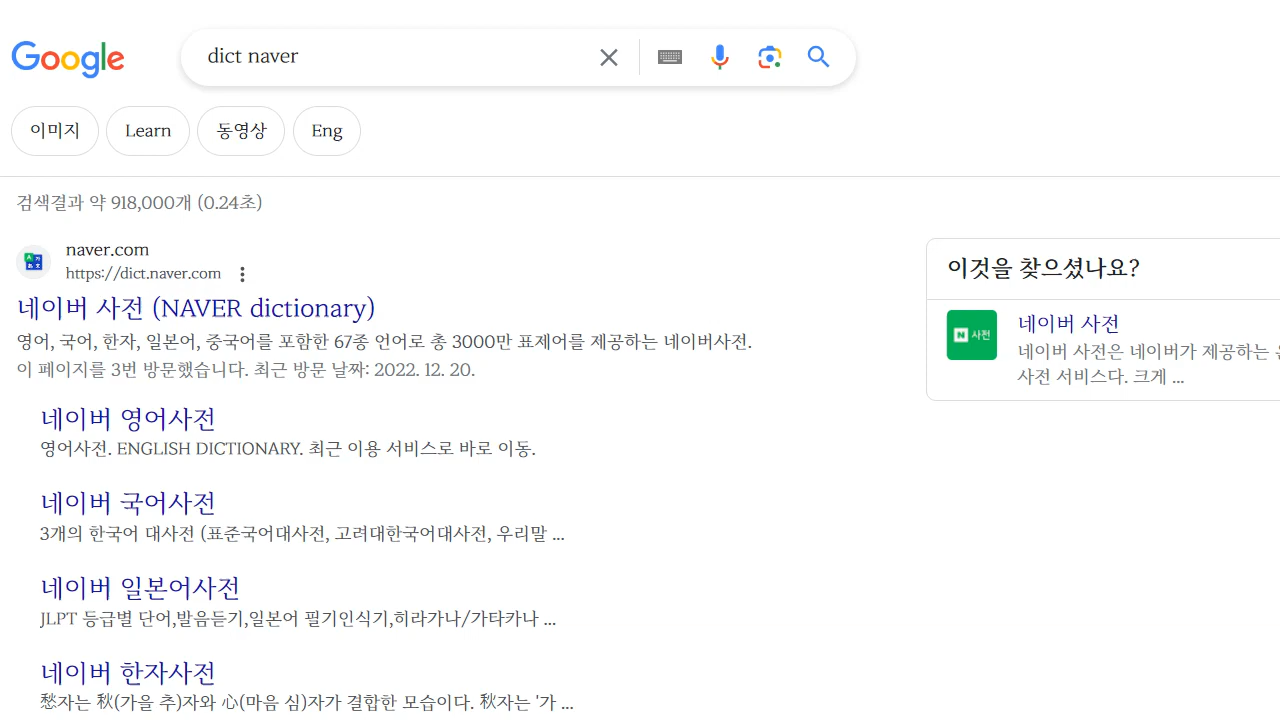 Google
dict naver
이미지
Learn
동영상
Eng
검색결과 약 918,000개 (0.24초)
naver.com
https://dict.naver.com
네이버 사전 (NAVER dictionary)
영어, 국어, 한자, 일본어, 중국어를 포함한 67종 언어로 총 3000만 표제어를 제공하는 네이버사전.
이 페이지를 3번 방문했습니다. 최근 방문 날짜: 2022. 12. 20.
네이버 영어사전
영어사전. ENGLISH DICTIONARY. 최근 이용 서비스로 바로 이동.
네이버 국어사전
3개의 한국어 대사전 (표준국어대사전, 고려대한국어대사전, 우리말 ...
네이버 일본어사전
JLPT 등급별 단어,발음듣기,일본어 필기인식기,히라가나/가타카나 ...
네이버 한자사전
愁자는 秋(가을 추)자와 心(마음 심)자가 결합한 모습이다. 秋자는 '가 ...
이것을 찾으셨나요?
N 사전
네이버 사전
네이버 사전은 네이버가 제공하는
사전 서비스다. 크게 ...